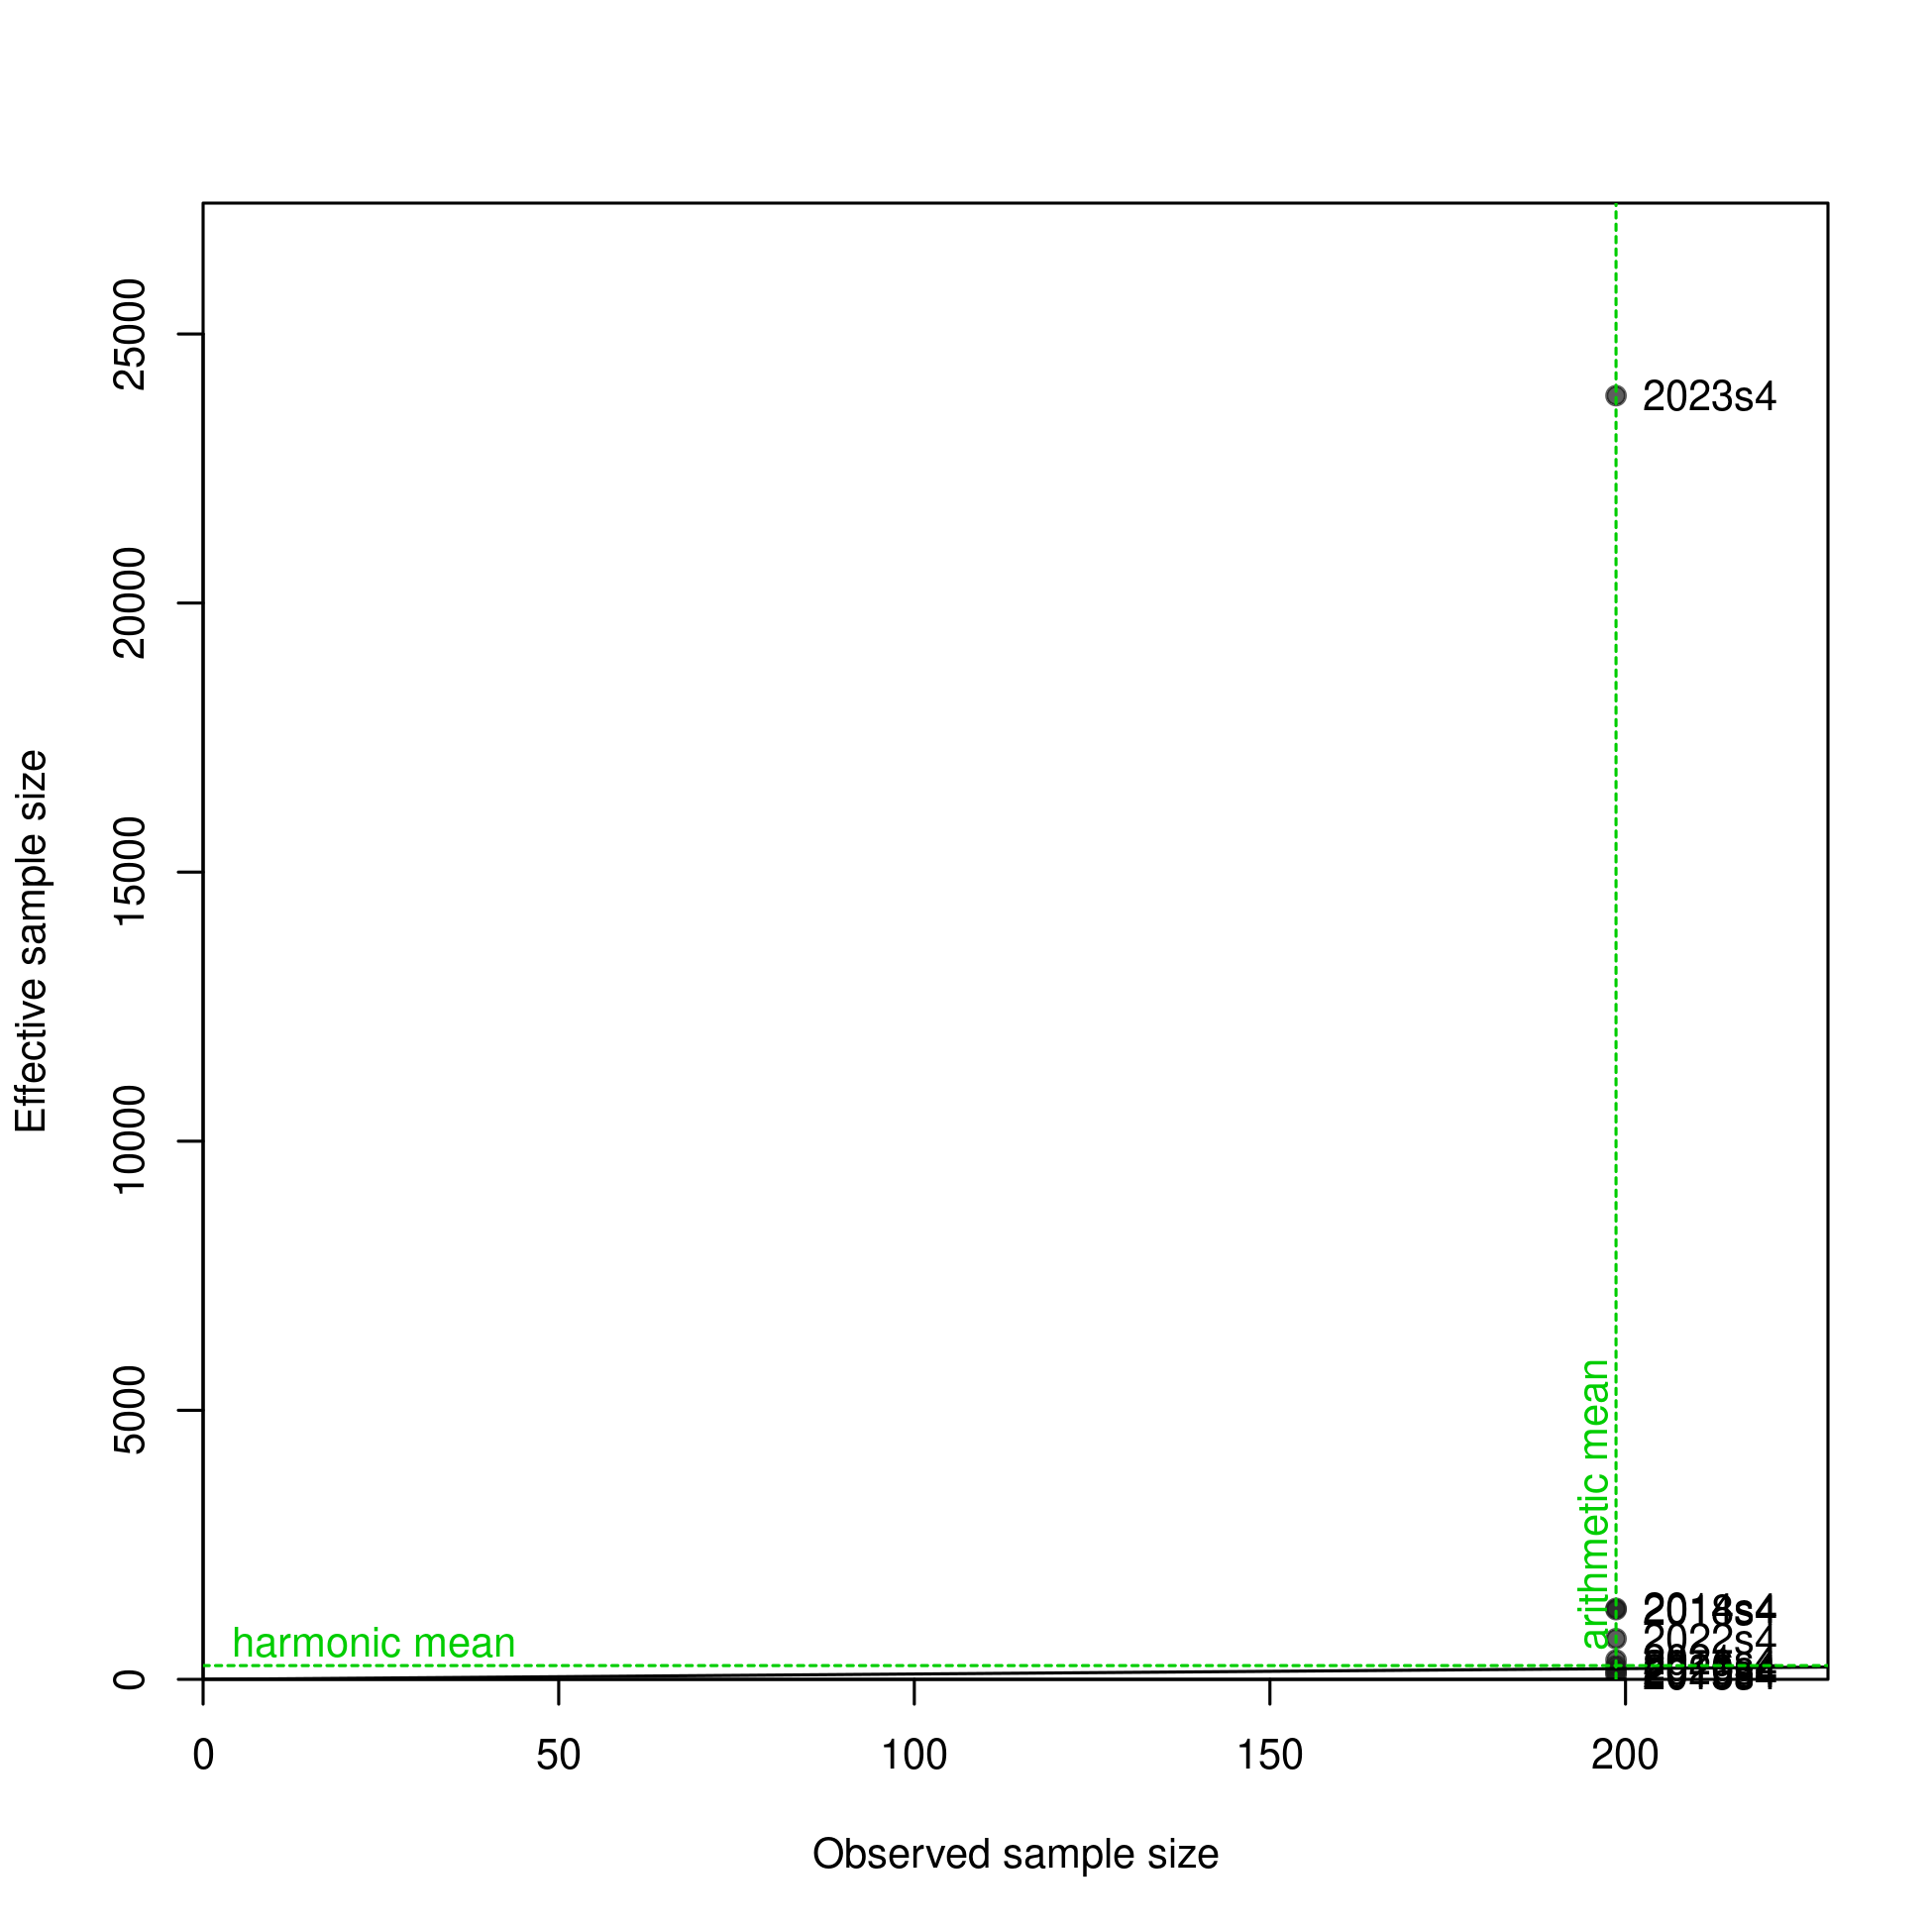 Effective sample size
25000
20000
15000
10000
5000
0
2023s4
arithmetic mean
2022s4
harmonic mean
0 50 100 150 200
Observed sample size